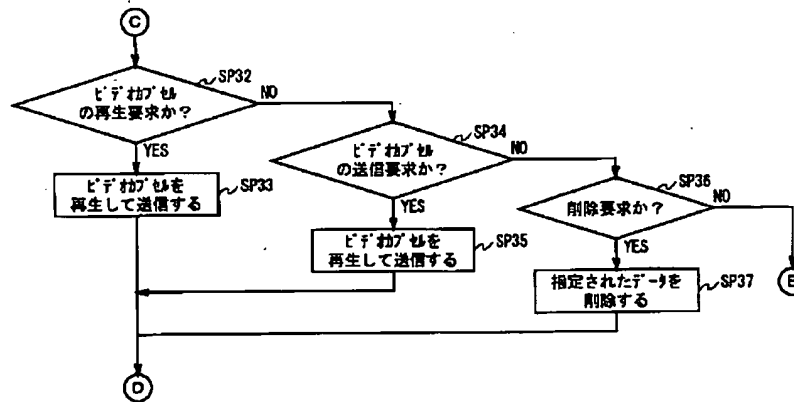 C
ビデオカプセル
の再生要求か?
SP32
NO
YES
ビデオカプセルを
再生して送信する
SP33
ビデオカプセル
の送信要求か?
SP34
NO
YES
ビデオカプセルを
再生して送信する
SP35
削除要求か?
SP36
NO
YES
指定されたデータを
削除する
SP37
E
D